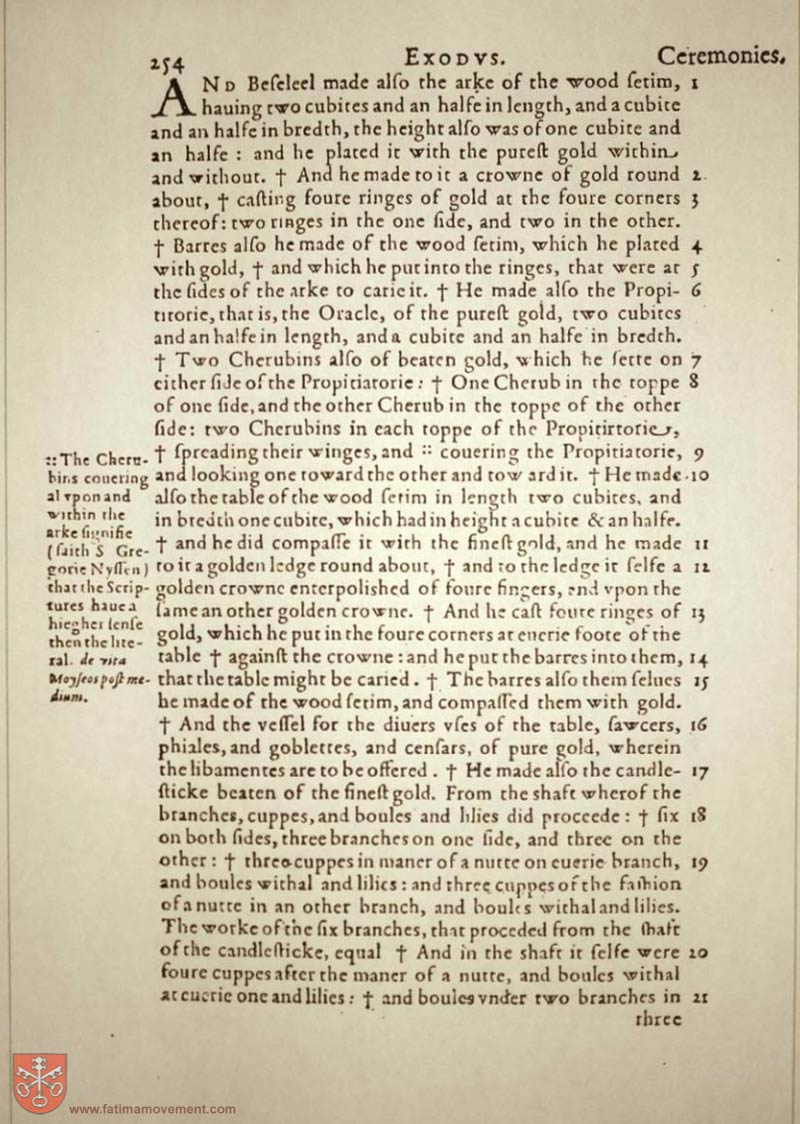 254 EXODVS. Ceremonies.
AND Beſeleel made alſo the arke of the wood ſetim, 1
hauing two cubites and an halfe in length, and a cubite
and an halfe in bredth, the height alſo was of one cubite and
an halfe : and he plated it with the pureſt gold within
and without. † And he made to it a crowne of gold round 2
about, † caſting foure ringes of gold at the foure corners 3
thereof: two ringes in the one ſide, and two in the other.
† Barres alſo he made of the wood ſetim, which he plated 4
with gold, † and which he put into the ringes, that were at 5
the ſides of the arke to carie it. † He made alſo the Propi- 6
titorie, that is, the Oracle, of the pureſt gold, two cubites
and an halfe in length, and a cubite and an halfe in bredth.
† Two Cherubins alſo of beaten gold, which he ſette on 7
either ſide of the Propitiatorie: † One Cherub in the toppe 8
of one ſide, and the other Cherub in the toppe of the other
ſide: two Cherubins in each toppe of the Propitirtorie,
† ſpreading their winges, and :: couering the Propitiatorie, 9
and looking one toward the other and toward it. † He made 10
alſo the table of the wood ſetim in length two cubites, and
in bredth one cubite, which had in height a cubite & an halfe.
† and he did compaſſe it with the fineſt gold, and he made 11
to it a golden ledge round about, † and to the ledge it ſelfe a 12
golden crowne enterpoliſhed of foure fingers, and vpon the
ſame an other golden crowne. † And he caſt foure ringes of 13
gold, which he put in the foure corners at euerie foote of the
table † againſt the crowne : and he put the barres into them, 14
that the table might be caried. † The barres alſo them ſelues 15
he made of the wood ſetim, and compaſſed them with gold.
† And the veſſel for the diuers vſes of the table, ſawcers, 16
phiales, and goblettes, and cenſars, of pure gold, wherein
the libamentes are to be offered. † He made alſo the candle- 17
ſticke beaten of the fineſt gold. From the ſhaft wherof the
branches, cuppes, and boules and lilies did proceede : † ſix 18
on both ſides, three branches on one ſide, and three on the
other : † three cuppes in maner of a nutte on euerie branch, 19
and boules withal and lilies : and three cuppes of the faſhion
of a nutte in an other branch, and boules withal and lilies.
The worke of the ſix branches, that proceded from the ſhaft
of the candleſticke, equal † And in the ſhaft it ſelfe were 20
foure cuppes after the maner of a nutte, and boules withal
at euerie one and lilies : † and boules vnder two branches in 21
three
::The Cheru-
bins couering
al vpon and
within the
arke ſignifie
(ſaith S Gre-
gorie Nyſſen)
that the Scrip-
tures haue a
hiegher ſenſe
then the lite-
ral. de vita
Moyſeos poſt me-
dium.
www.fatimamovement.com